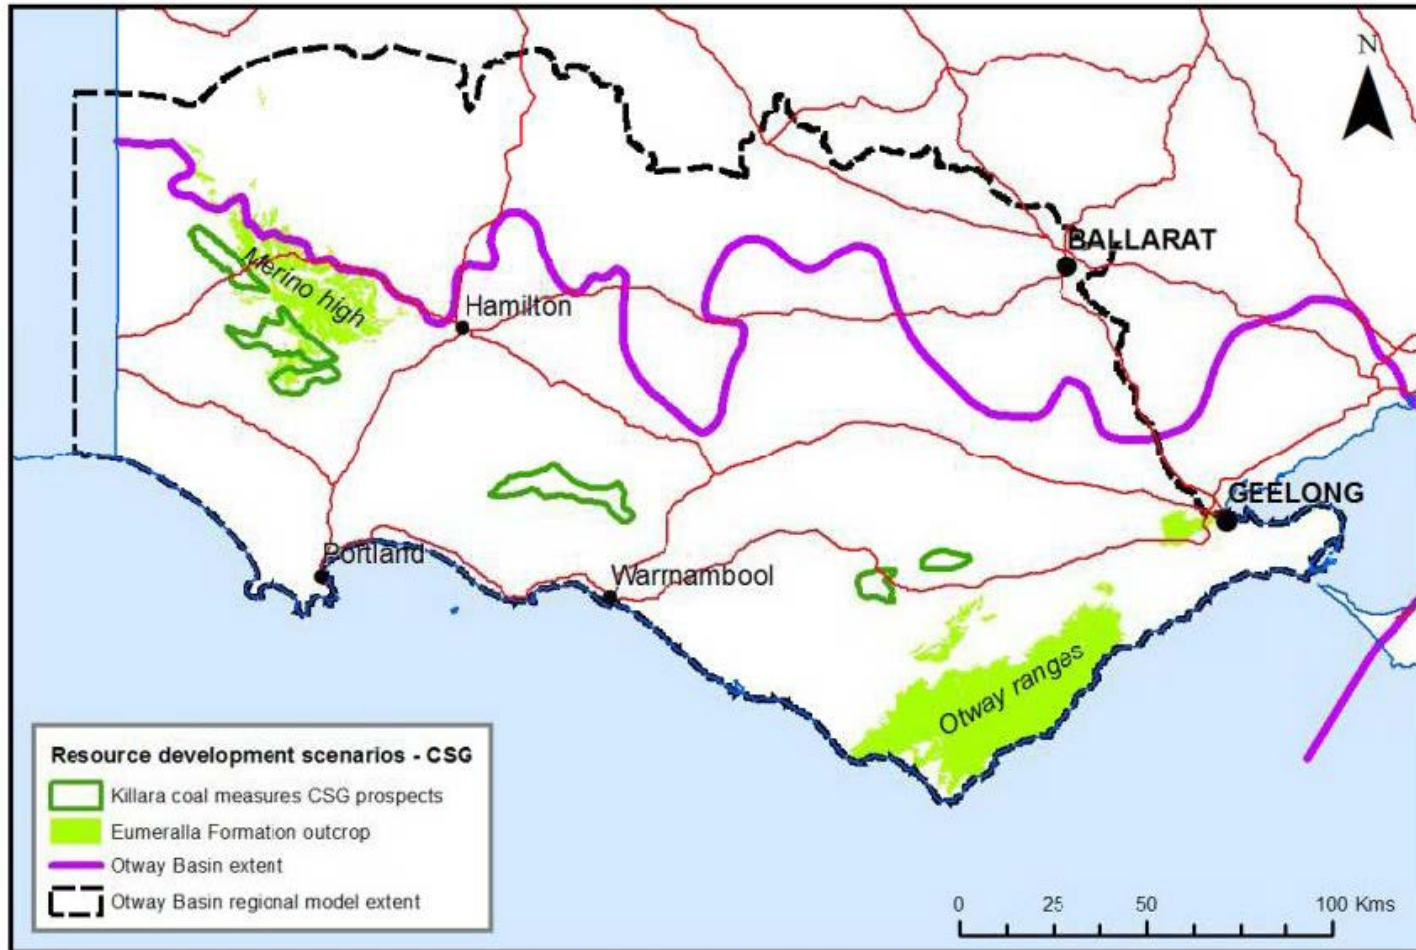 N
BALLARAT
Merino high
Hamilton
GEELONG
Portland
Warrnambool
Otway ranges
Resource development scenarios - CSG
Killara coal measures CSG prospects
Eumeralla Formation outcrop
Otway Basin extent
Otway Basin regional model extent
0 25 50 100 Kms